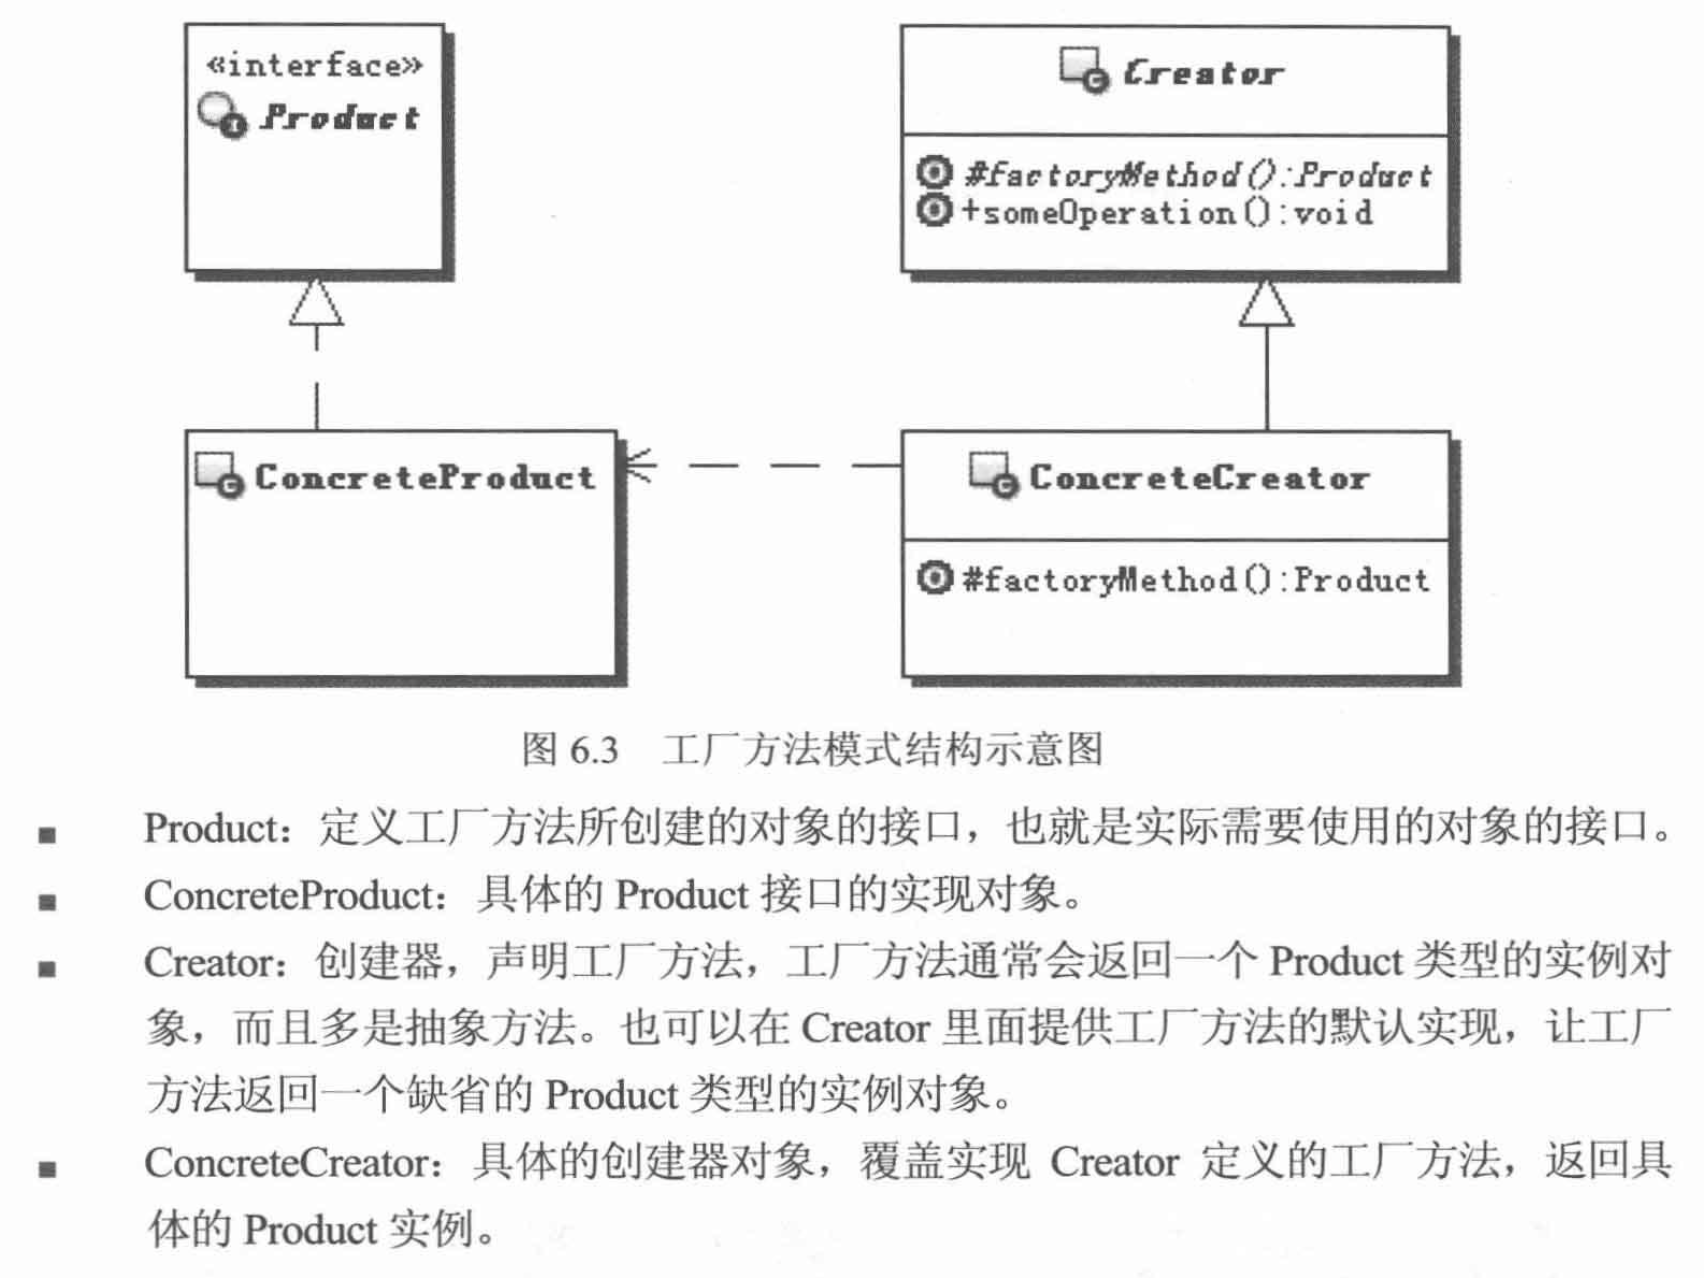 «interface»
Product
Creator
#factoryMethod():Product
+someOperation():void
ConcreteProduct
ConcreteCreator
#factoryMethod():Product
图 6.3 工厂方法模式结构示意图
■ Product：定义工厂方法所创建的对象的接口，也就是实际需要使用的对象的接口。
■ ConcreteProduct：具体的 Product 接口的实现对象。
■ Creator：创建器，声明工厂方法，工厂方法通常会返回一个 Product 类型的实例对
象，而且多是抽象方法。也可以在 Creator 里面提供工厂方法的默认实现，让工厂
方法返回一个缺省的 Product 类型的实例对象。
■ ConcreteCreator：具体的创建器对象，覆盖实现 Creator 定义的工厂方法，返回具
体的 Product 实例。